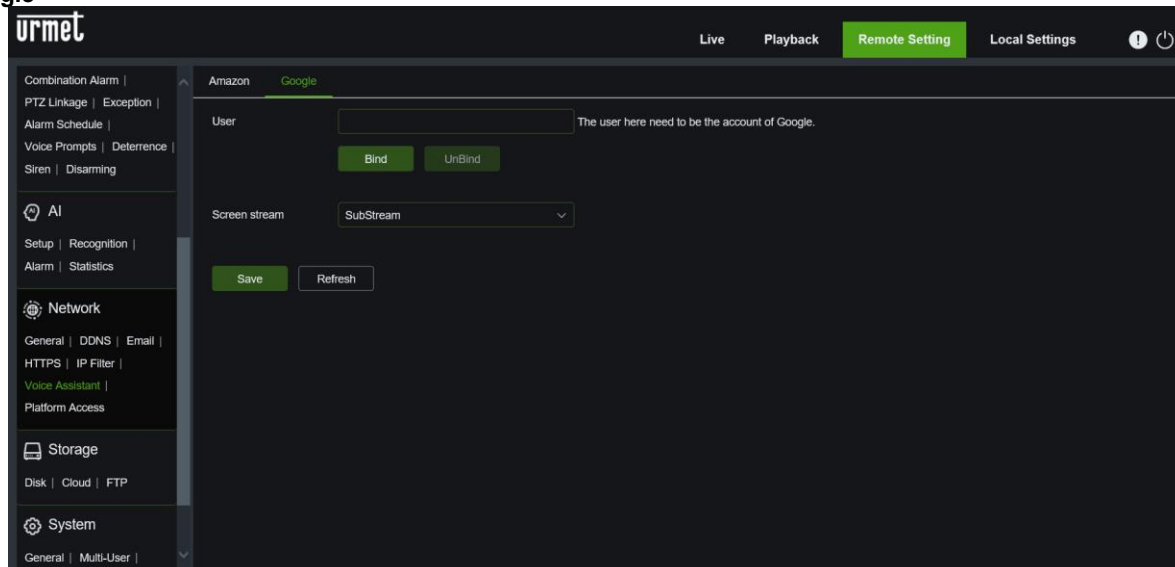 urmet
Live Playback Remote Setting Local Settings
Combination Alarm |
PTZ Linkage | Exception |
Alarm Schedule |
Voice Prompts | Deterrence |
Siren | Disarming
AI
Setup | Recognition |
Alarm | Statistics
Network
General | DDNS | Email |
HTTPS | IP Filter |
Voice Assistant |
Platform Access
Storage
Disk | Cloud | FTP
System
General | Multi-User |
Amazon Google
User The user here need to be the account of Google.
Bind UnBind
Screen stream SubStream
Save Refresh